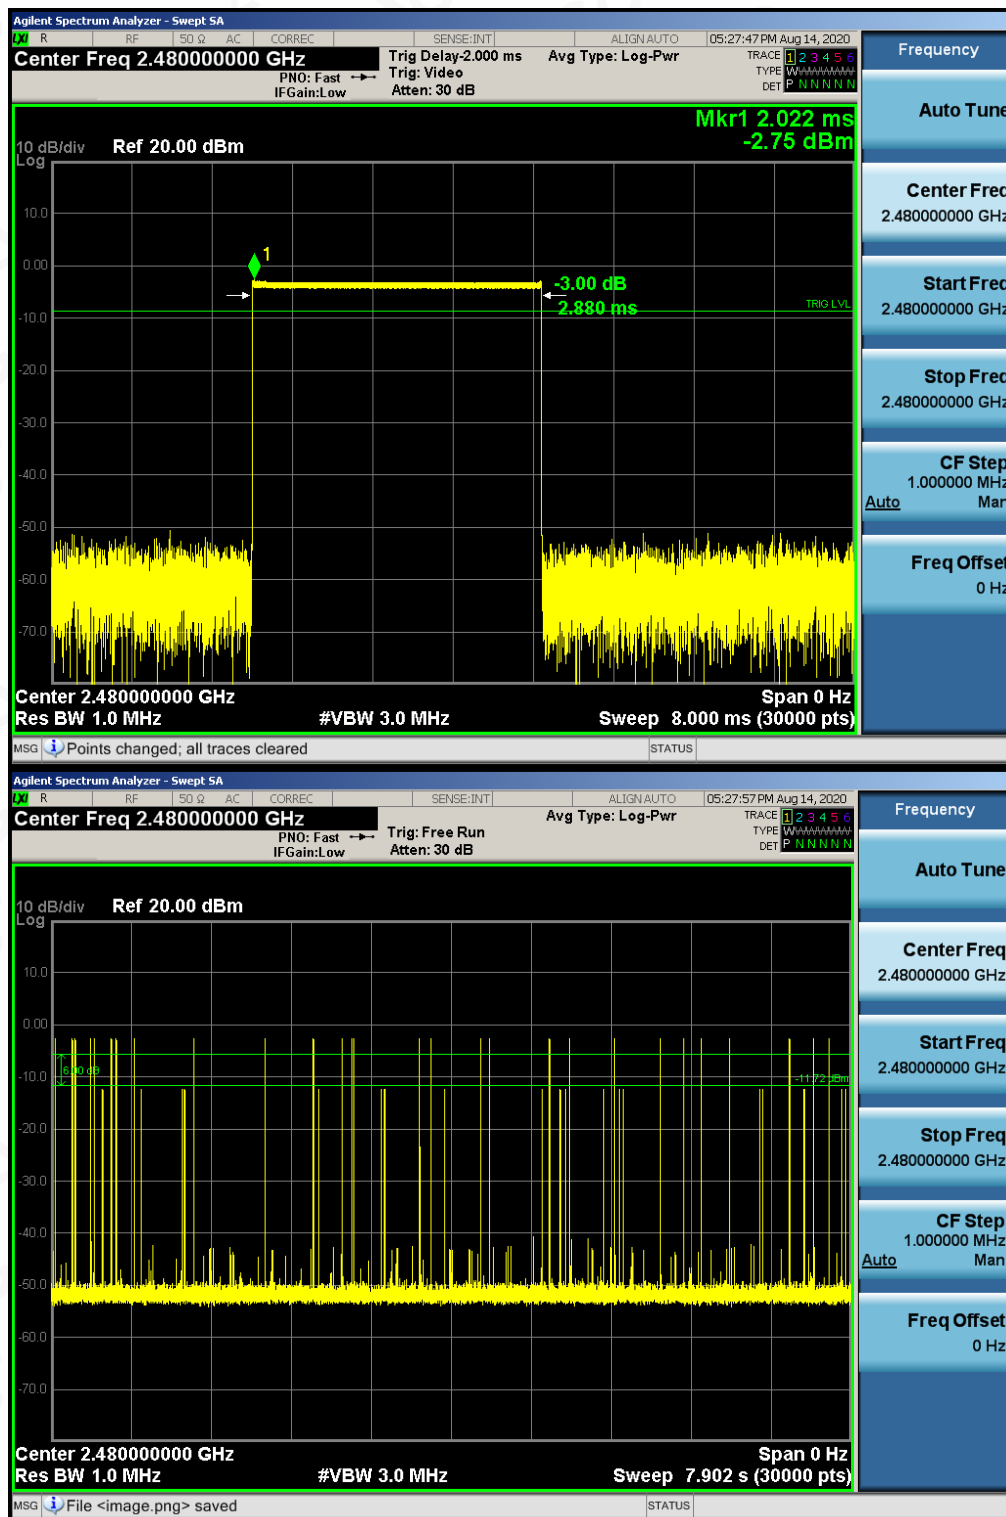 Agilent Spectrum Analyzer - Swept SA
LXI R RF 50 Ω AC CORREC SENSE:INT ALIGN AUTO 05:27:47 PM Aug 14, 2020
Center Freq 2.480000000 GHz
PNO: Fast
IFGain:Low
Trig Delay-2.000 ms
Trig: Video
Atten: 30 dB
Avg Type: Log-Pwr
TRACE 1 2 3 4 5 6
TYPE W
DET P N N N N N
Frequency
Mkr1 2.022 ms
-2.75 dBm
10 dB/div Ref 20.00 dBm
Log
10.0
0.00
-10.0
-20.0
-30.0
-40.0
-50.0
-60.0
-70.0
1
-3.00 dB
2.880 ms
TRIG LVL
Center 2.480000000 GHz Span 0 Hz
Res BW 1.0 MHz #VBW 3.0 MHz Sweep 8.000 ms (30000 pts)
Auto Tune
Center Freq
2.480000000 GHz
Start Freq
2.480000000 GHz
Stop Freq
2.480000000 GHz
CF Step
1.000000 MHz
Auto Man
Freq Offset
0 Hz
MSG Points changed; all traces cleared STATUS
Agilent Spectrum Analyzer - Swept SA
LXI R RF 50 Ω AC CORREC SENSE:INT ALIGN AUTO 05:27:57 PM Aug 14, 2020
Center Freq 2.480000000 GHz
PNO: Fast
IFGain:Low
Trig: Free Run
Atten: 30 dB
Avg Type: Log-Pwr
TRACE 1 2 3 4 5 6
TYPE W
DET P N N N N N
Frequency
10 dB/div Ref 20.00 dBm
Log
10.0
0.00
-10.0
-20.0
-30.0
-40.0
-50.0
-60.0
-70.0
6.00 dB
-11.72 dBm
Center 2.480000000 GHz Span 0 Hz
Res BW 1.0 MHz #VBW 3.0 MHz Sweep 7.902 s (30000 pts)
Auto Tune
Center Freq
2.480000000 GHz
Start Freq
2.480000000 GHz
Stop Freq
2.480000000 GHz
CF Step
1.000000 MHz
Auto Man
Freq Offset
0 Hz
MSG File <image.png> saved STATUS